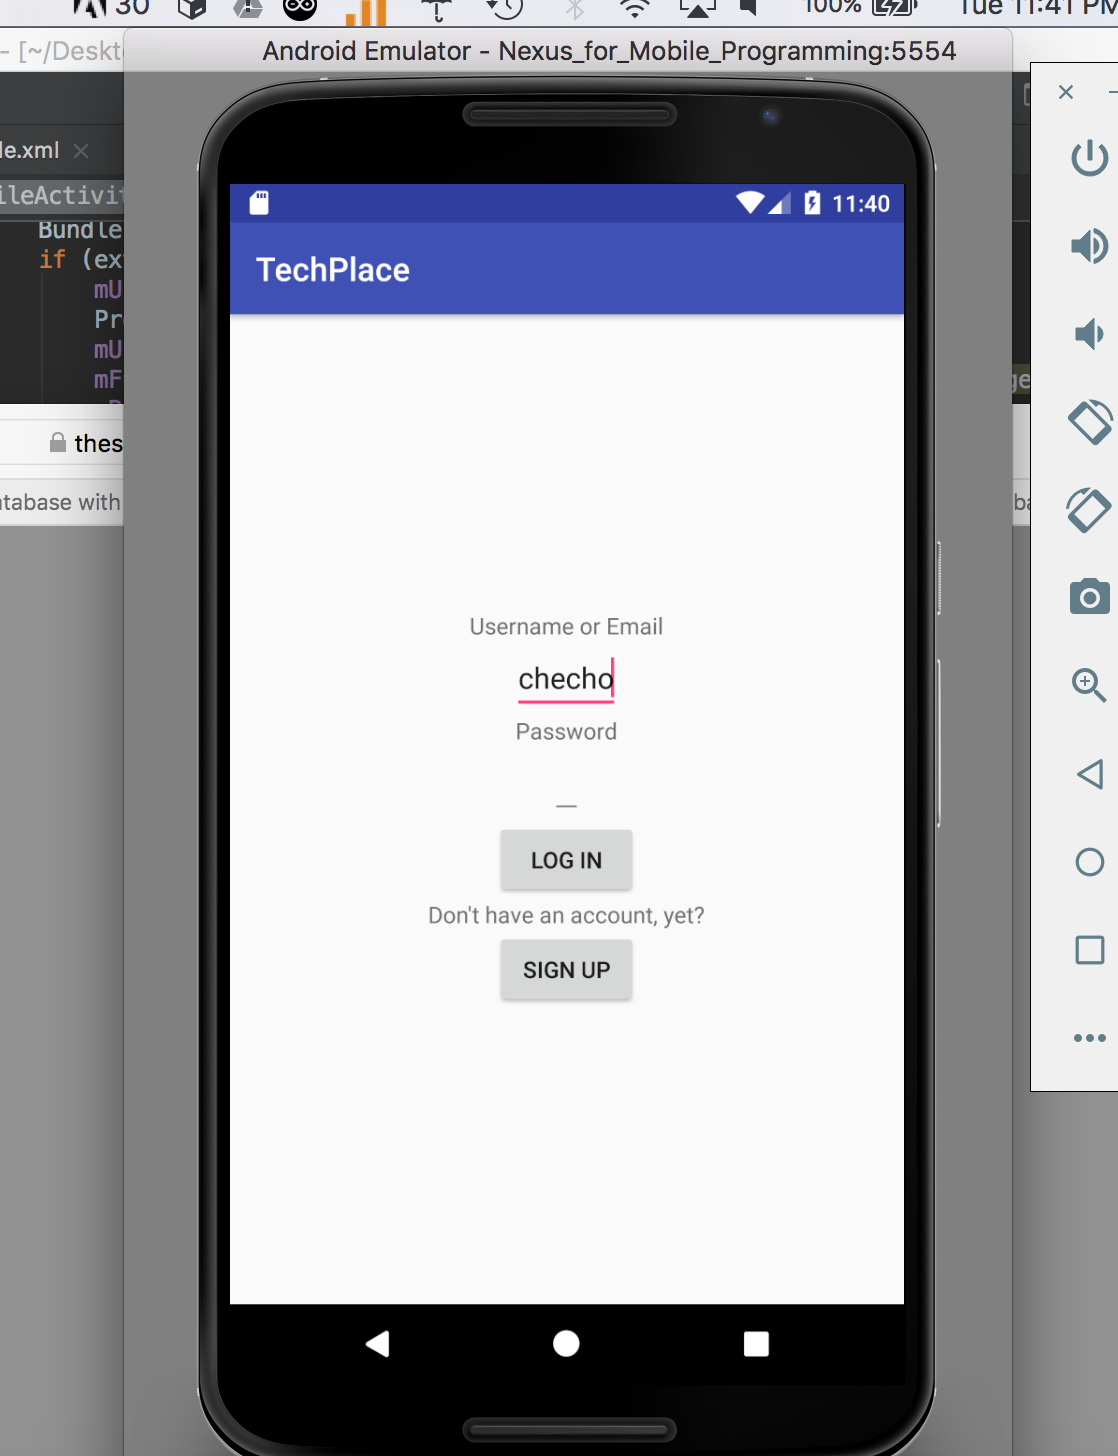 30
100%
Tue 11:41 PM
- [~/Deskt
Android Emulator - Nexus_for_Mobile_Programming:5554
le.xml
ileActivit
Bundle
if (ex
mU
Pr
mU
mF
ge
thes
tabase with
ba
11:40
TechPlace
Username or Email
checho
Password
LOG IN
Don't have an account, yet?
SIGN UP